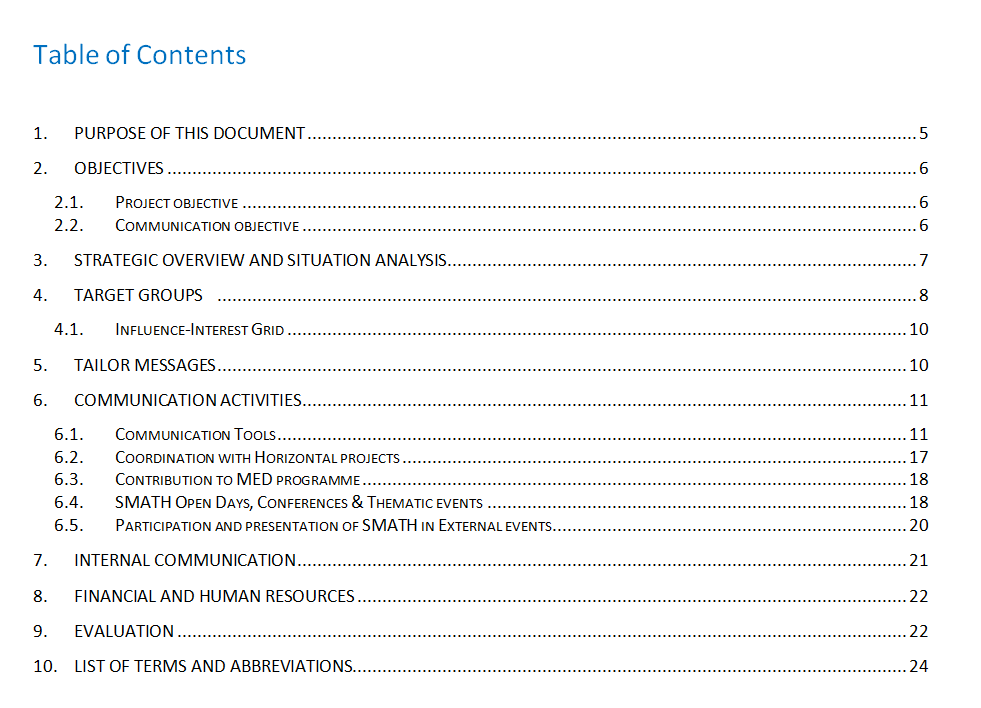 Table of Contents
1. PURPOSE OF THIS DOCUMENT ........ 5
2. OBJECTIVES ........ 6
2.1. Project objective ........ 6
2.2. Communication objective ........ 6
3. STRATEGIC OVERVIEW AND SITUATION ANALYSIS ........ 7
4. TARGET GROUPS ........ 8
4.1. Influence-Interest Grid ........ 10
5. TAILOR MESSAGES ........ 10
6. COMMUNICATION ACTIVITIES ........ 11
6.1. Communication Tools ........ 11
6.2. Coordination with Horizontal projects ........ 17
6.3. Contribution to MED programme ........ 18
6.4. SMATH Open Days, Conferences & Thematic events ........ 18
6.5. Participation and presentation of SMATH in External events ........ 20
7. INTERNAL COMMUNICATION ........ 21
8. FINANCIAL AND HUMAN RESOURCES ........ 22
9. EVALUATION ........ 22
10. LIST OF TERMS AND ABBREVIATIONS ........ 24